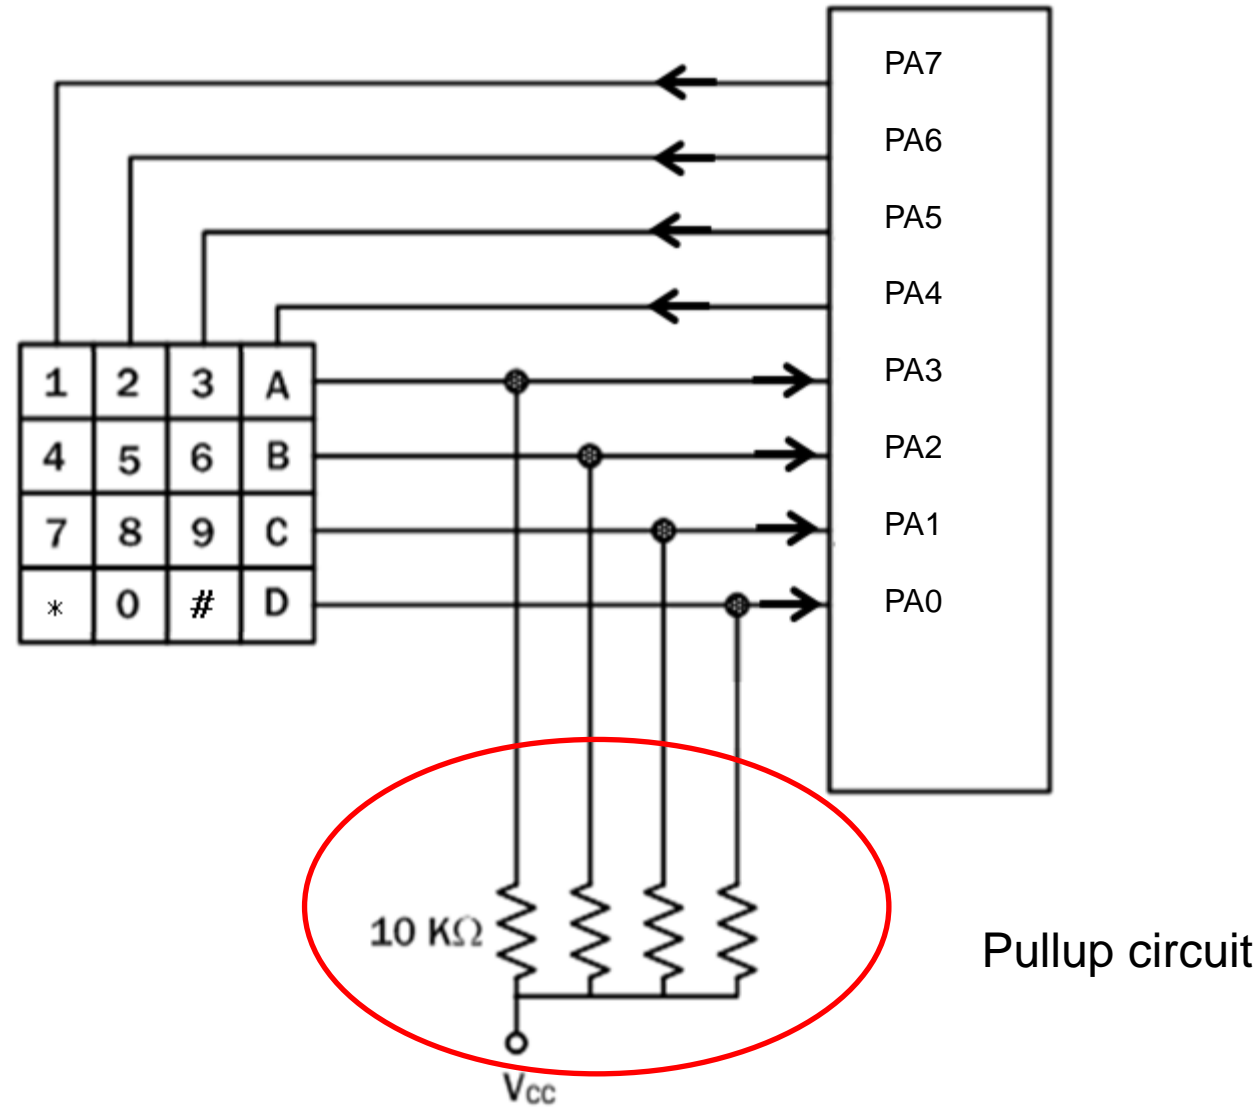 PA7
PA6
PA5
PA4
PA3
PA2
PA1
PA0
1 2 3 A
4 5 6 B
7 8 9 C
* 0 # D
10 KΩ
Pullup circuit
Vcc